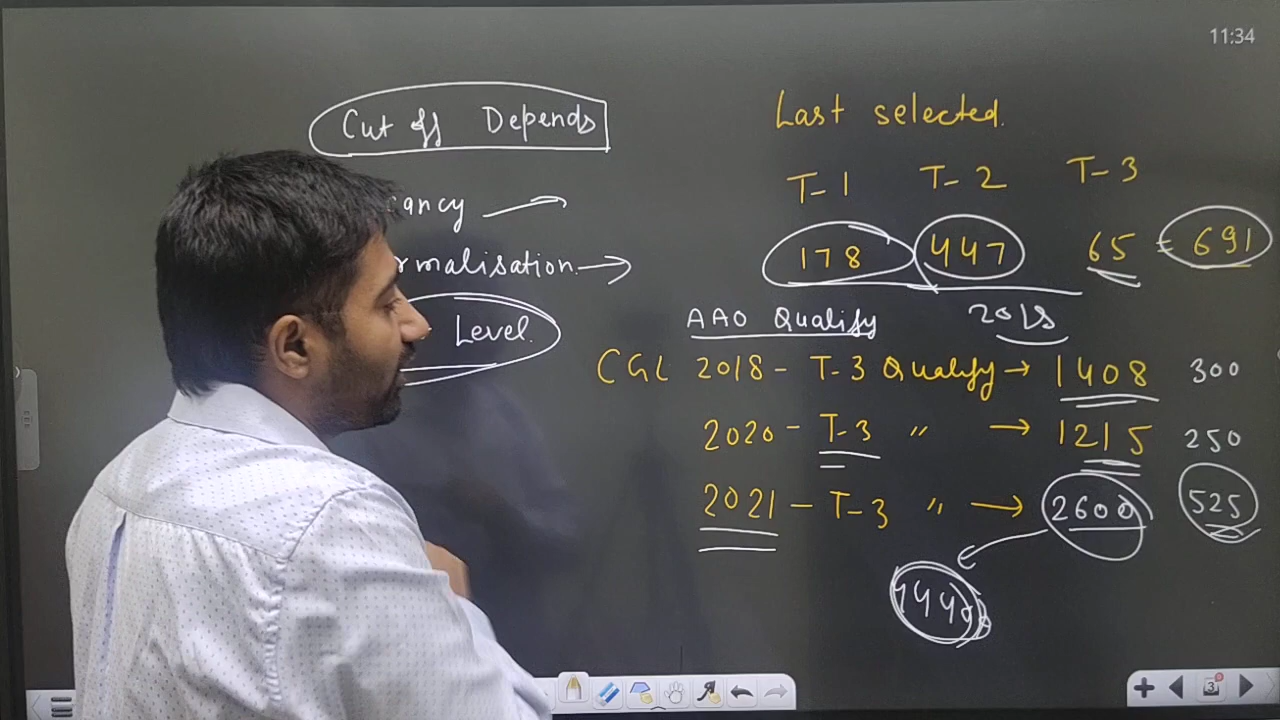 11:34
Cut off Depends
cancy
rmalisation →
Level.
Last selected.
T-1 T-2 T-3
178 447 65 = 691
2018
AAO Qualify
CGL 2018 - T-3 Qualify → 1408 300
2020 - T-3 " → 1215 250
2021 - T-3 " → 2600 525
3